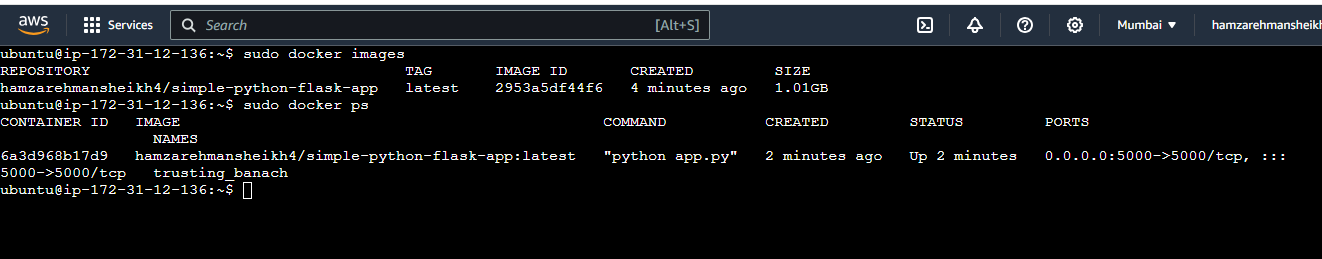 aws Services Search [Alt+S] Mumbai hamzarehmansheikh
ubuntu@ip-172-31-12-136:~$ sudo docker images
REPOSITORY TAG IMAGE ID CREATED SIZE
hamzarehmansheikh4/simple-python-flask-app latest 2953a5df44f6 4 minutes ago 1.01GB
ubuntu@ip-172-31-12-136:~$ sudo docker ps
CONTAINER ID IMAGE COMMAND CREATED STATUS PORTS
NAMES
6a3d968b17d9 hamzarehmansheikh4/simple-python-flask-app:latest "python app.py" 2 minutes ago Up 2 minutes 0.0.0.0:5000->5000/tcp, :::
5000->5000/tcp trusting_banach
ubuntu@ip-172-31-12-136:~$